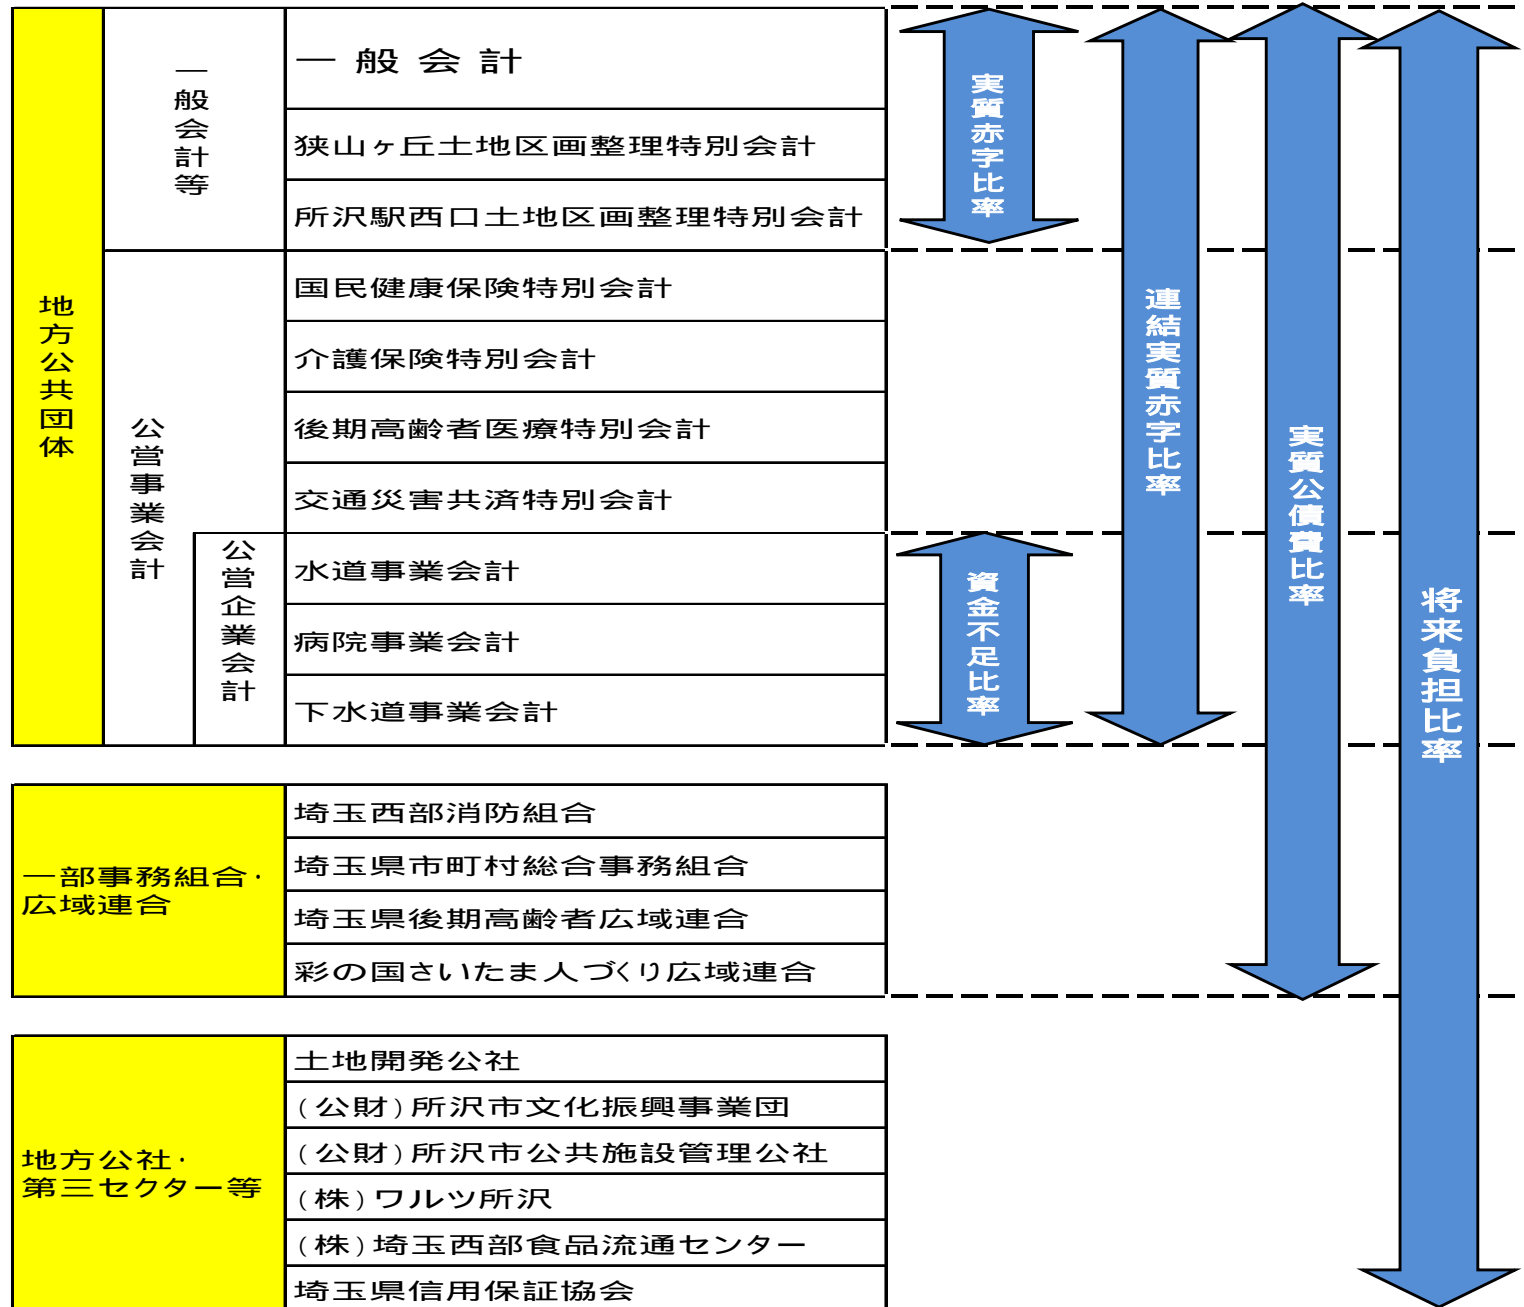 地方公共団体
一般会計等
一般会計
狭山ヶ丘土地区画整理特別会計
所沢駅西口土地区画整理特別会計
公営事業会計
国民健康保険特別会計
介護保険特別会計
後期高齢者医療特別会計
交通災害共済特別会計
公営企業会計
水道事業会計
病院事業会計
下水道事業会計
実質赤字比率
資金不足比率
連結実質赤字比率
実質公債費比率
将来負担比率
一部事務組合・
広域連合
埼玉西部消防組合
埼玉県市町村総合事務組合
埼玉県後期高齢者広域連合
彩の国さいたま人づくり広域連合
地方公社・
第三セクター等
土地開発公社
(公財)所沢市文化振興事業団
(公財)所沢市公共施設管理公社
(株)ワルツ所沢
(株)埼玉西部食品流通センター
埼玉県信用保証協会